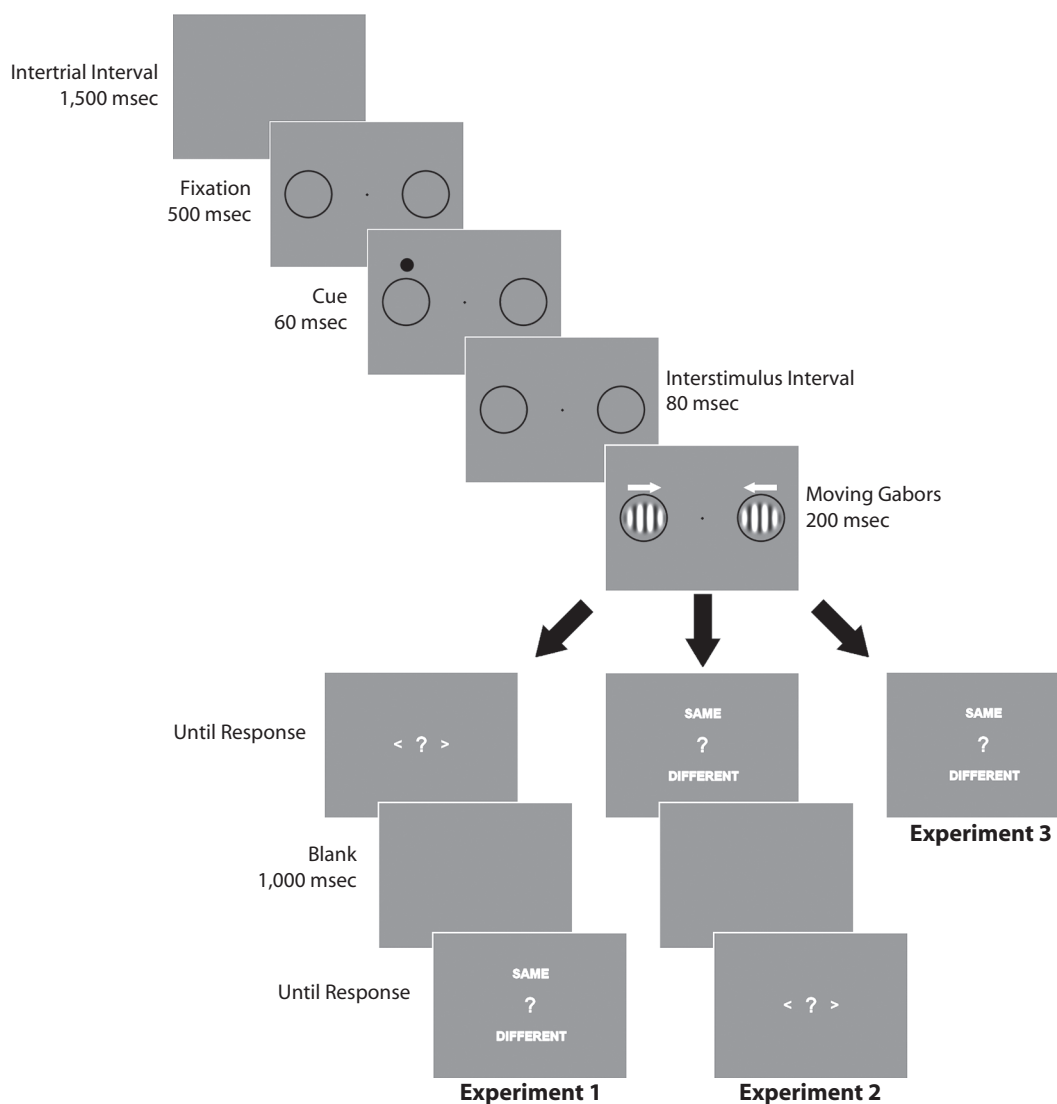 Intertrial Interval
1,500 msec
Fixation
500 msec
Cue
60 msec
Interstimulus Interval
80 msec
Moving Gabors
200 msec
Until Response
< ? >
SAME
?
DIFFERENT
SAME
?
DIFFERENT
Experiment 3
Blank
1,000 msec
Until Response
SAME
?
DIFFERENT
< ? >
Experiment 1
Experiment 2